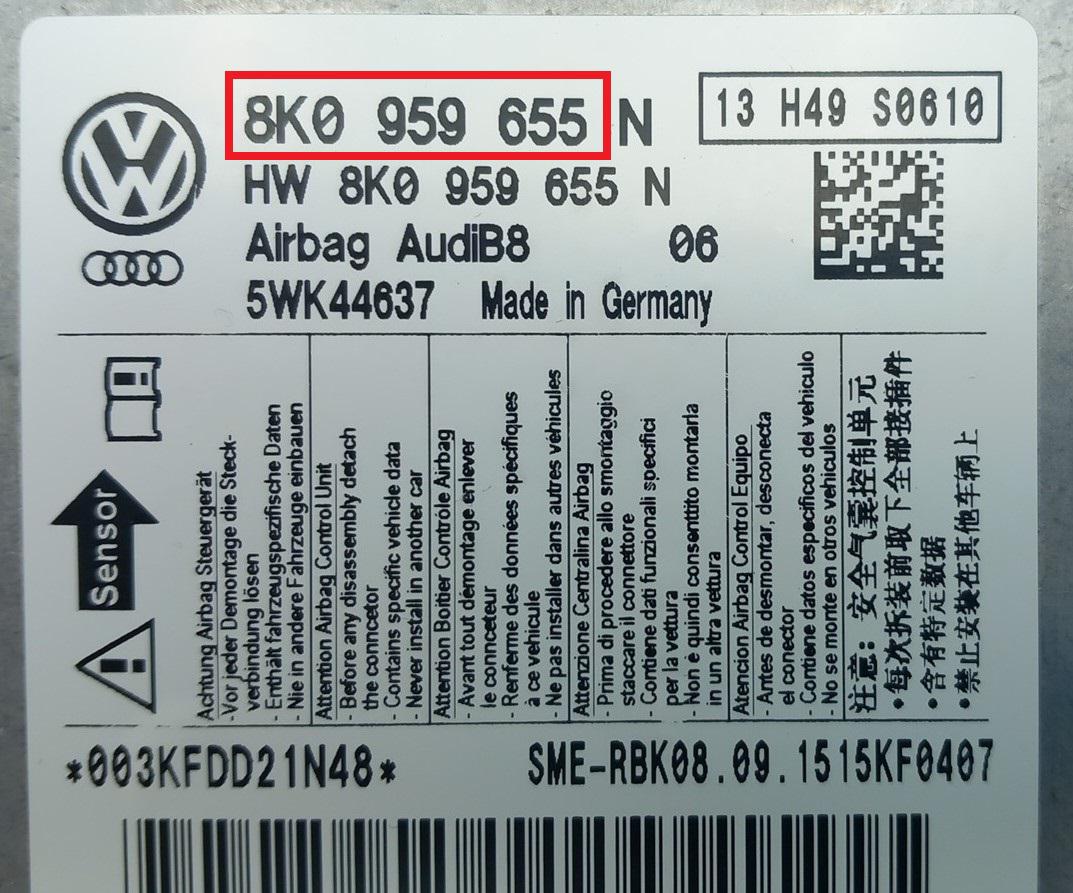 8K0 959 655 N
13 H49 S0610
HW 8K0 959 655 N
Airbag AudiB8 06
5WK44637 Made in Germany
Sensor
Achtung Airbag Steuergerät
-Vor jeder Demontage die Steck-
verbindung lösen
- Enthält fahrzeugspezifische Daten
- Nie in andere Fahrzeuge einbauen
Attention Airbag Control Unit
- Before any disassembly detach
the conncetor
- Contains specific vehicle data
- Never install in another car
Attention Boitier Controle Airbag
- Avant tout démontage enlever
le connceteur
- Renferme des données spécifiques
à ce véhicule
- Ne pas installer dans autres véhicules
Attenzione Centralina Airbag
- Prima di procedere allo smontaggio
staccare il connettore
- Contiene dati funzionali specifici
per la vettura
- Non è quindi consentitito montarla
in un altra vettura
Atencion Airbag Control Equipo
- Antes de desmontar, desconecta
el conector
- Contiene datos especificos del vehiculo
- No se monte en otros vehiculos
注意：安全气囊控制单元
•每次拆装前取下全部接插件
•含有特定数据
•禁止安装在其他车辆上
*003KFDD21N48*
SME-RBK08.09.1515KF0407